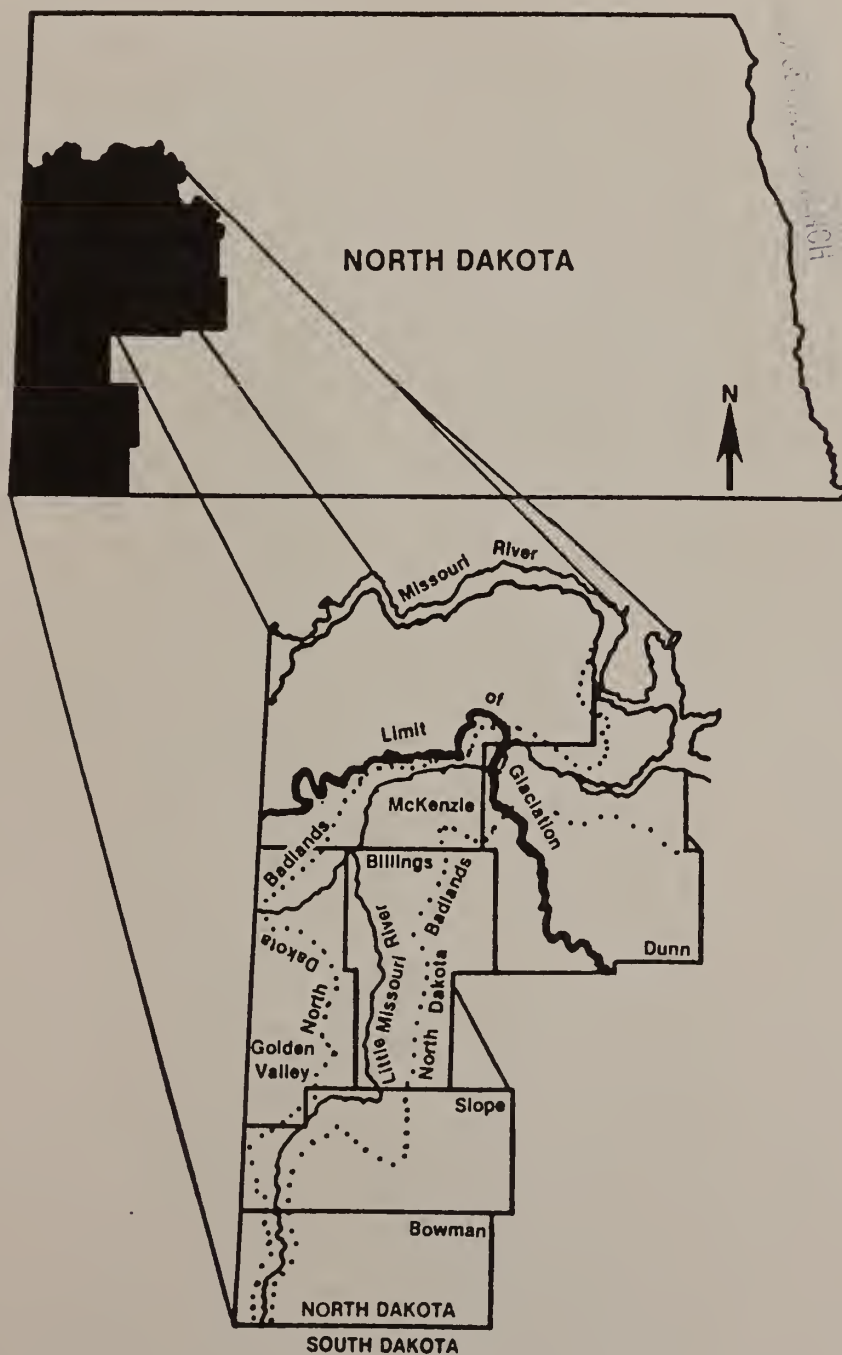 NORTH DAKOTA
N
Missouri River
Limit of Glaciation
McKenzie
Badlands
Billings
Badlands
Dunn
Little Missouri River
North Dakota
North Dakota
Golden
Valley
Slope
Bowman
NORTH DAKOTA
SOUTH DAKOTA